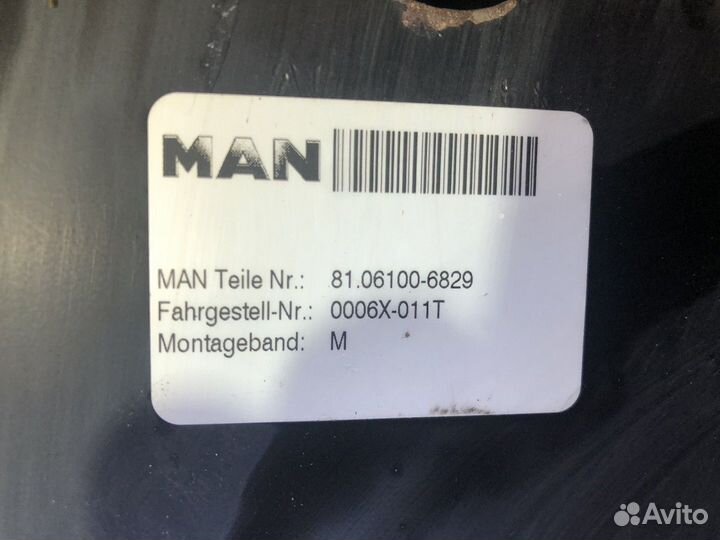 MAN
MAN Teile Nr.: 81.06100-6829
Fahrgestell-Nr.: 0006X-011T
Montageband: M
Avito